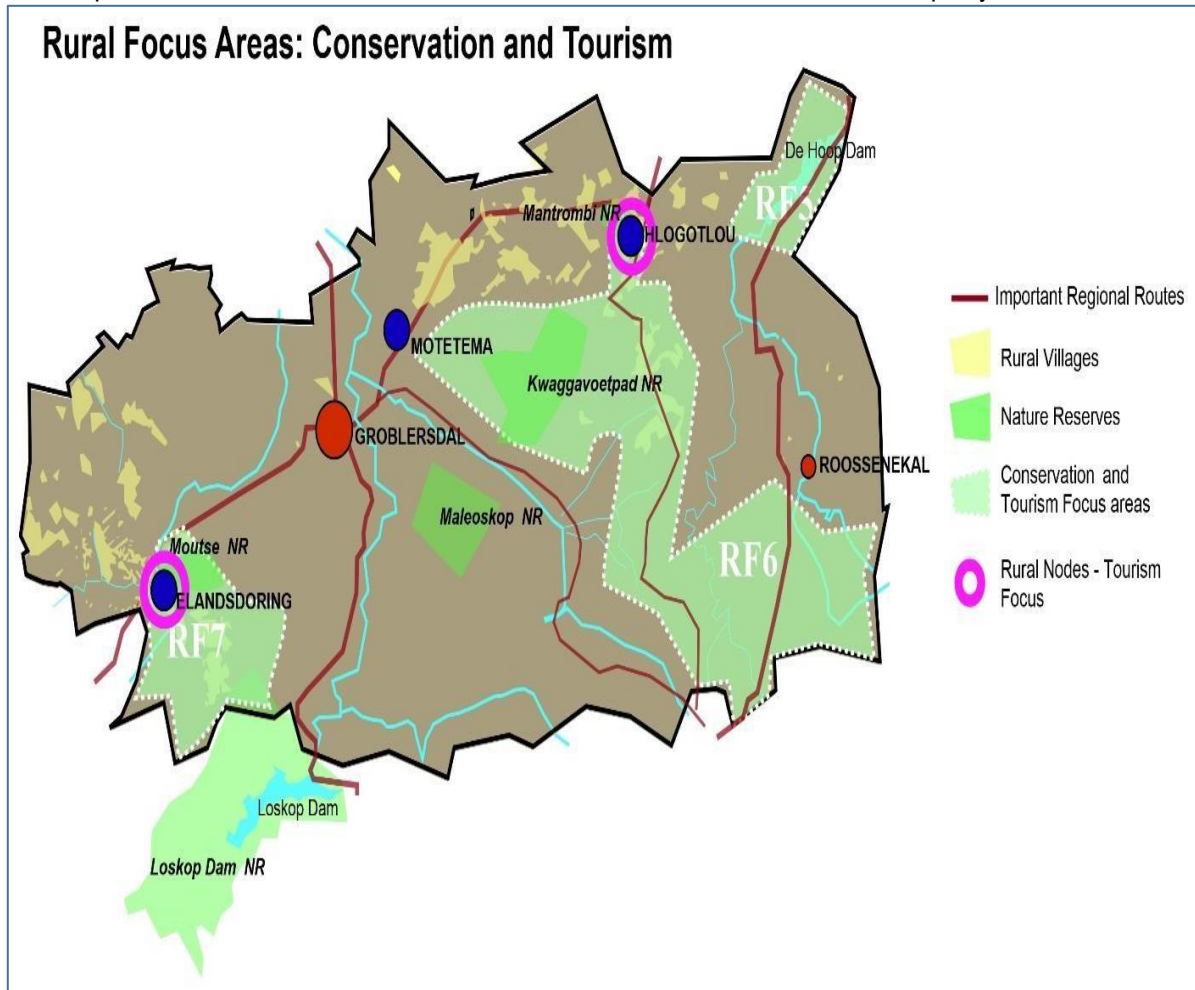 Rural Focus Areas: Conservation and Tourism
De Hoop Dam
RF5
Mantrombi NR
HLOGOTLOU
MOTETEMA
Kwaggavoetpad NR
GROBLERSDAL
ROOSSENEKAL
Maleoskop NR
RF6
Moutse NR
ELANDSDORING
RF7
Loskop Dam
Loskop Dam NR
Important Regional Routes
Rural Villages
Nature Reserves
Conservation and
Tourism Focus areas
Rural Nodes - Tourism
Focus